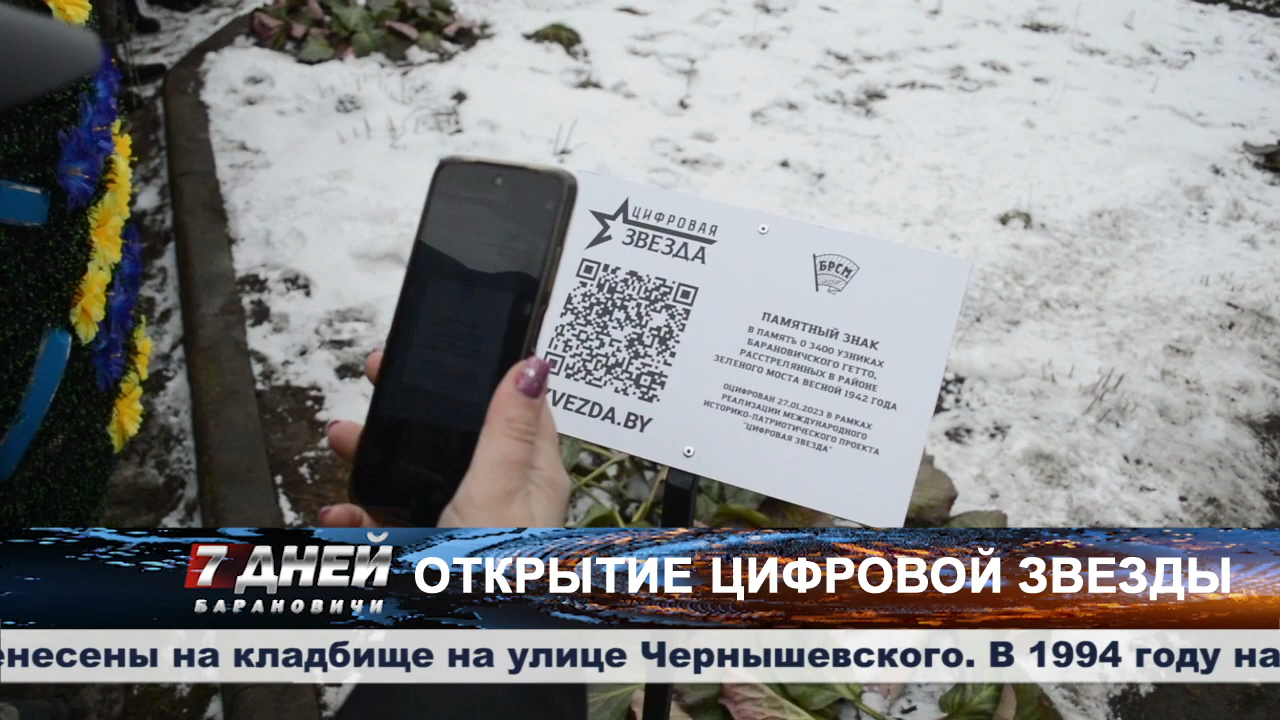 ЦИФРОВАЯ
ЗВЕЗДА
БРСМ
ПАМЯТНЫЙ ЗНАК
В ПАМЯТЬ О 3400 УЗНИКАХ
БАРАНОВИЧСКОГО ГЕТТО,
РАССТРЕЛЯННЫХ В РАЙОНЕ
ЗЕЛЕНОГО МОСТА ВЕСНОЙ 1942 ГОДА
ОЦИФРОВАН 27.01.2023 В РАМКАХ
РЕАЛИЗАЦИИ МЕЖДУНАРОДНОГО
ИСТОРИКО-ПАТРИОТИЧЕСКОГО ПРОЕКТА
"ЦИФРОВАЯ ЗВЕЗДА"
ZVEZDA.BY
7 ДНЕЙ
БАРАНОВИЧИ
ОТКРЫТИЕ ЦИФРОВОЙ ЗВЕЗДЫ
енесены на кладбище на улице Чернышевского. В 1994 году на